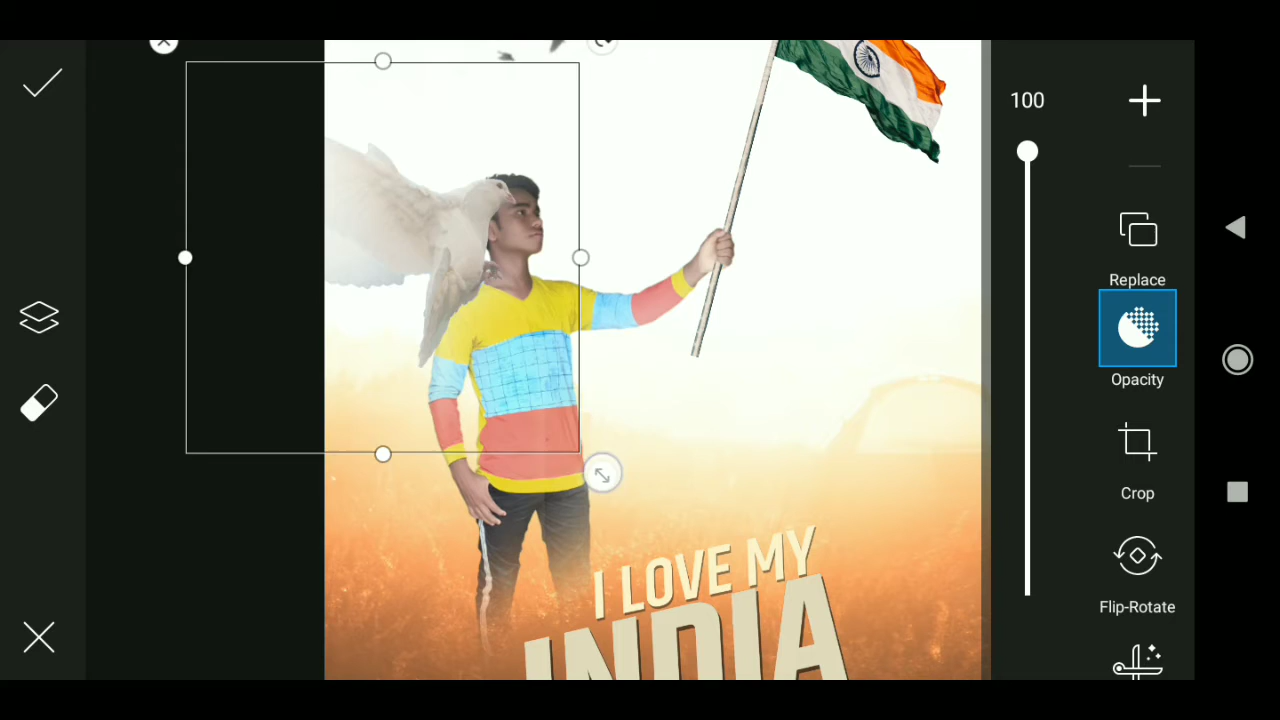 100
Replace
Opacity
Crop
Flip-Rotate
I LOVE MY
INDIA